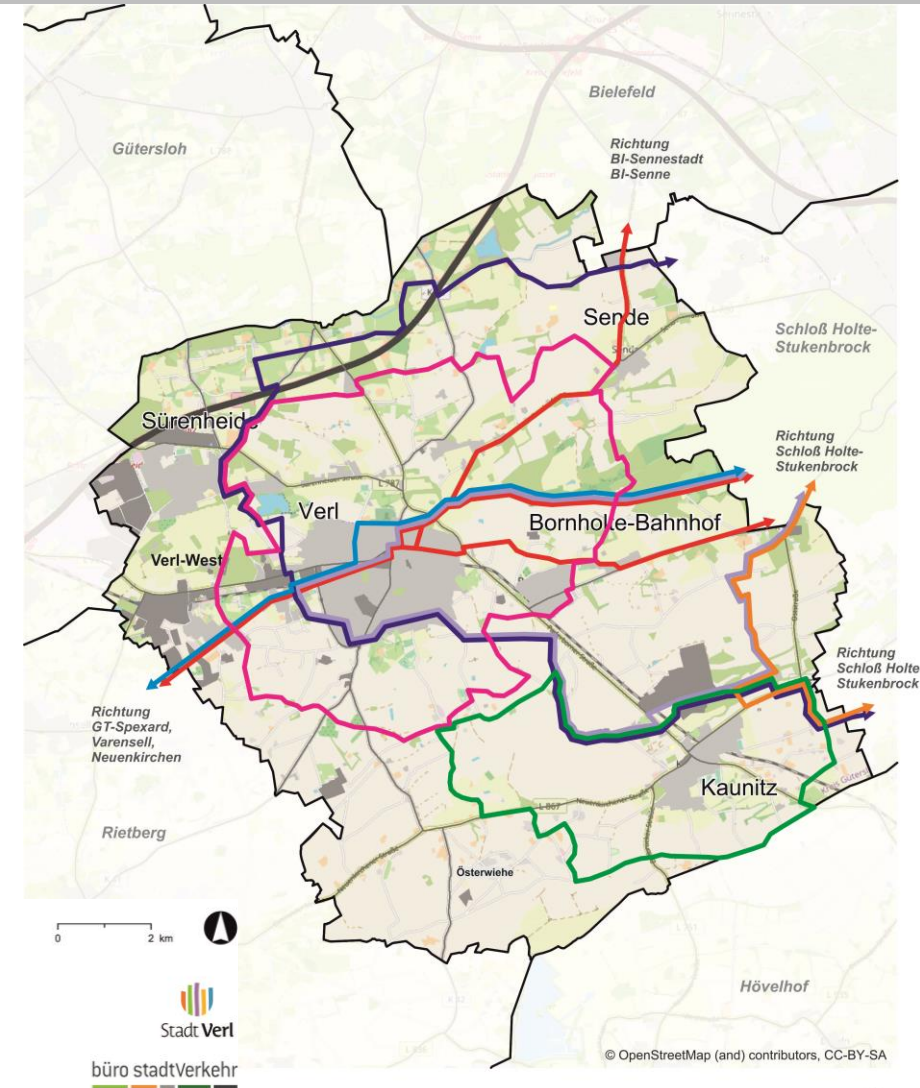 Bielefeld
Gütersloh
Richtung
BI-Sennestadt
BI-Senne
Sende
Schloß Holte-
Stukenbrock
Sürenheide
Richtung
Schloß Holte-
Stukenbrock
L 787
Verl
Bornholte-Bahnhof
Verl-West
Richtung
Schloß Holte
Stukenbrock
Richtung
GT-Spexard,
Varensell,
Neuenkirchen
Kaunitz
L 867
Rietberg
Österwiehe
0 2 km
Hövelhof
Stadt Verl
© OpenStreetMap (and) contributors, CC-BY-SA
büro stadtVerkehr